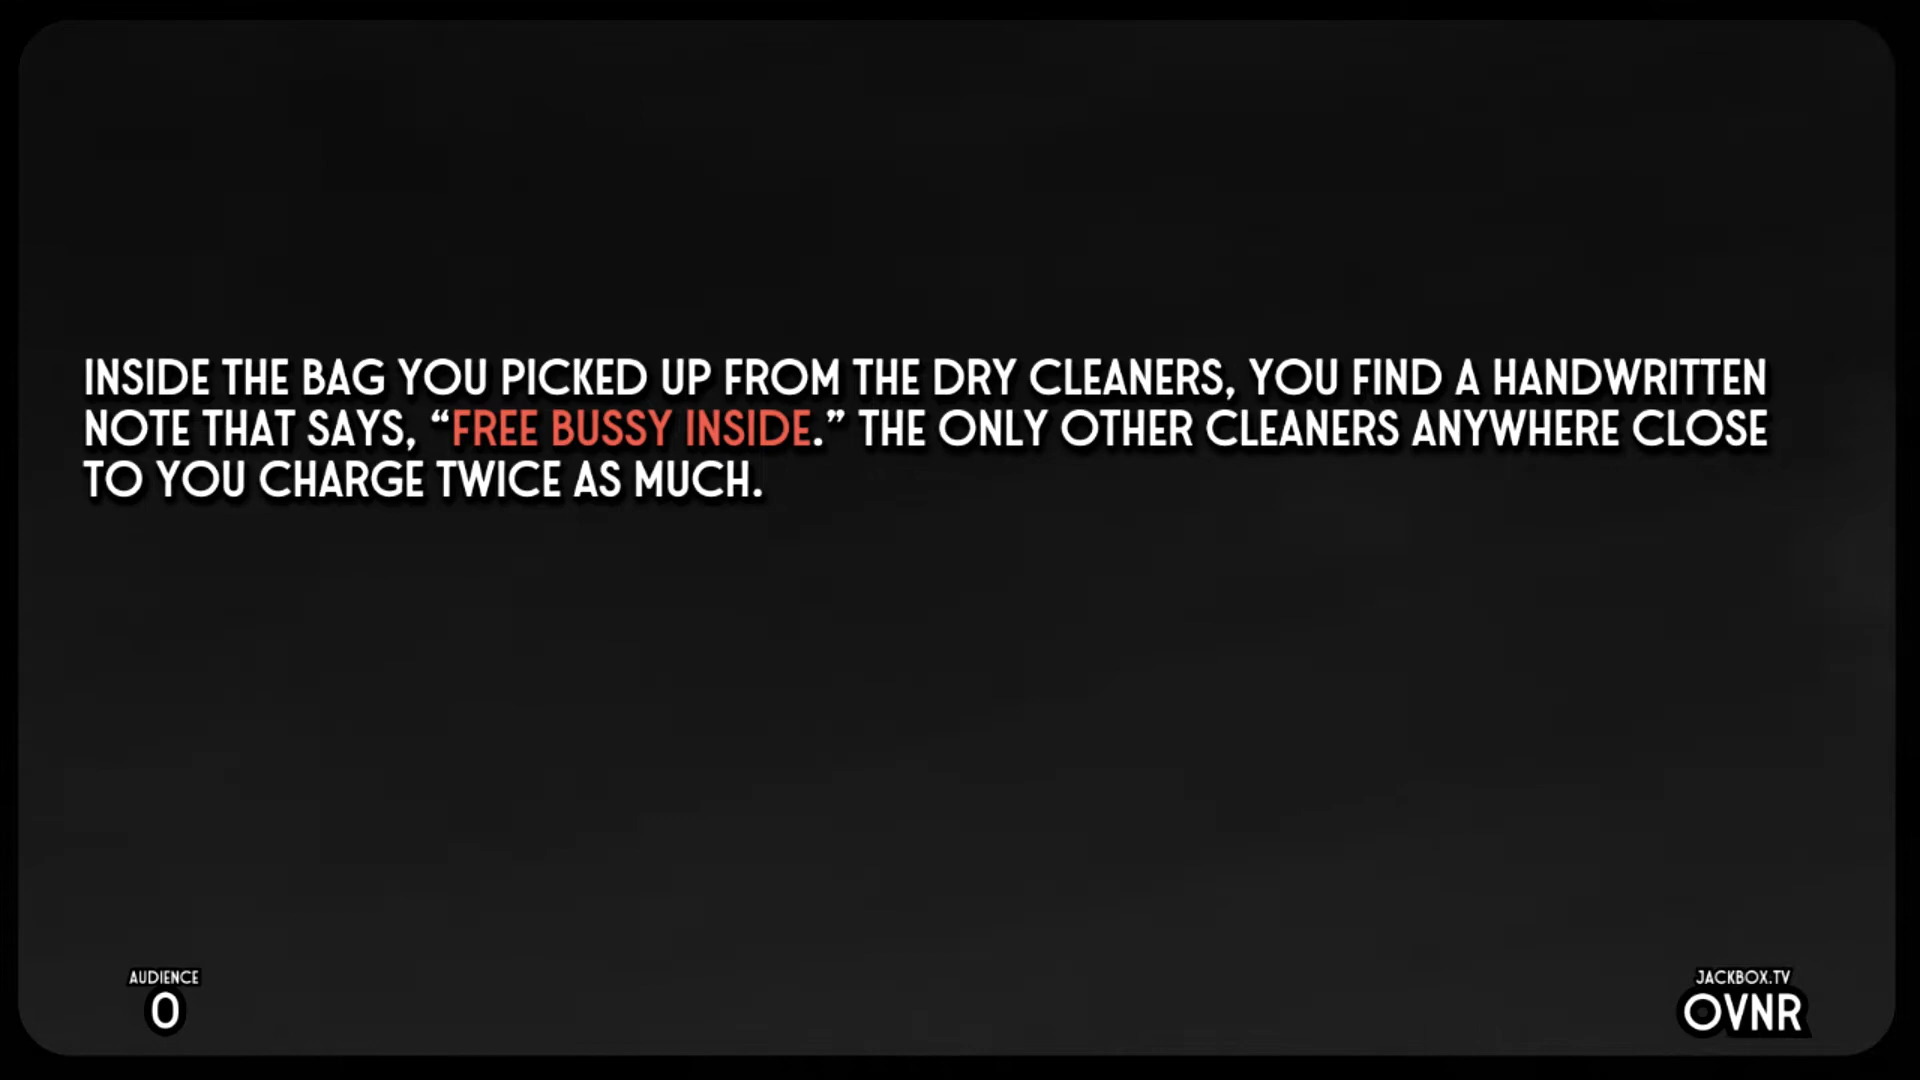 INSIDE THE BAG YOU PICKED UP FROM THE DRY CLEANERS, YOU FIND A HANDWRITTEN
NOTE THAT SAYS, “FREE BUSSY INSIDE.” THE ONLY OTHER CLEANERS ANYWHERE CLOSE
TO YOU CHARGE TWICE AS MUCH.
AUDIENCE
0
JACKBOX.TV
OVNR